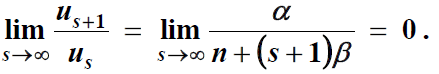 lim_{s→∞} u_{s+1}/u_s = lim_{s→∞} α/(n+(s+1)β) = 0.